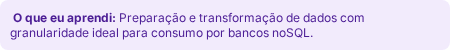 O que eu aprendi: Preparação e transformação de dados com
granularidade ideal para consumo por bancos noSQL.